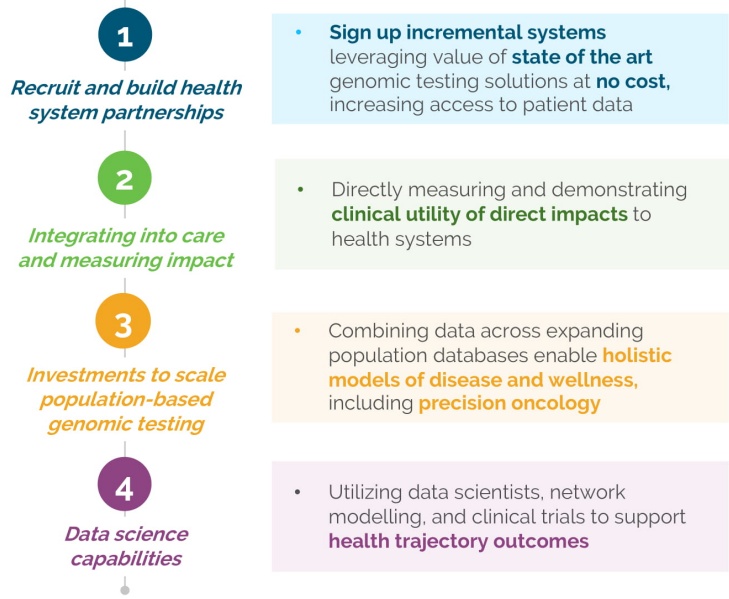 1
Recruit and build health
system partnerships
• Sign up incremental systems
leveraging value of state of the art
genomic testing solutions at no cost,
increasing access to patient data
2
Integrating into care
and measuring impact
• Directly measuring and demonstrating
clinical utility of direct impacts to
health systems
3
Investments to scale
population-based
genomic testing
• Combining data across expanding
population databases enable holistic
models of disease and wellness,
including precision oncology
4
Data science
capabilities
• Utilizing data scientists, network
modelling, and clinical trials to support
health trajectory outcomes